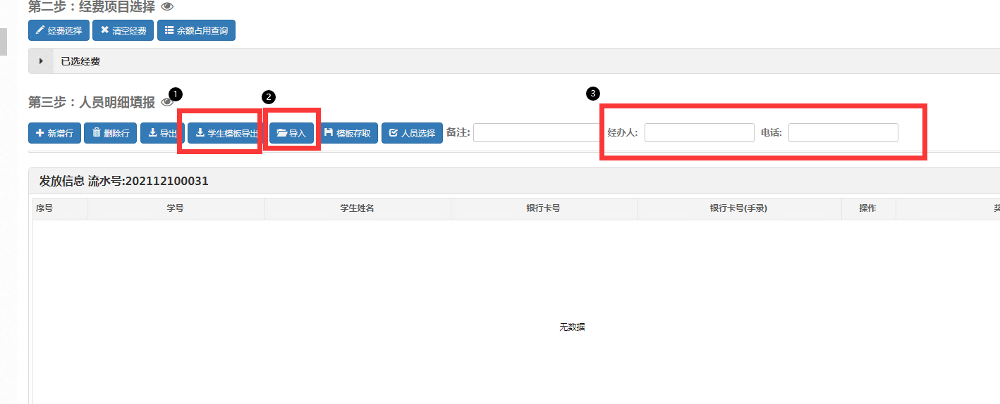 第二步：经费项目选择
经费选择 清空经费 余额占用查询
已选经费
1 2 3
第三步：人员明细填报
新增行 删除行 导出 学生模板导出 导入 模板存取 人员选择 备注: 经办人: 电话:
发放信息 流水号:202112100031
序号 学号 学生姓名 银行卡号 银行卡号(手录) 操作
无数据